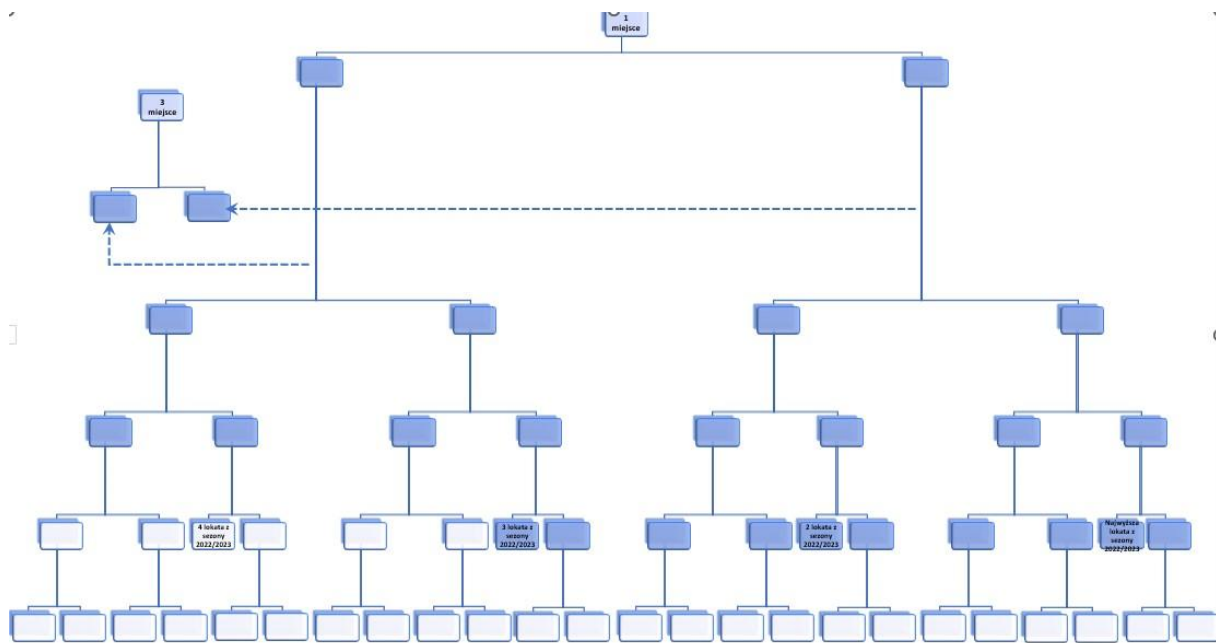 1
miejsce
3
miejsce
4 lokata z
sezony
2022/2023
3 lokata z
sezony
2022/2023
2 lokata z
sezony
2022/2023
Najwyższa
lokata z
sezony
2022/2023